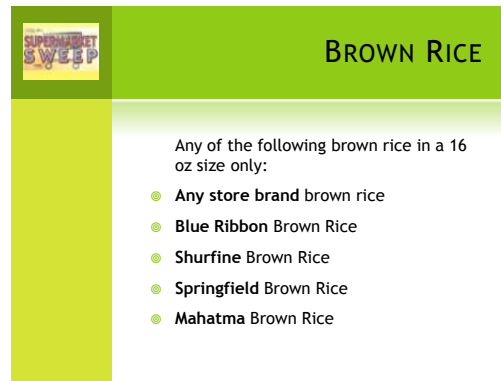 SUPERMARKET
SWEEP
BROWN RICE
Any of the following brown rice in a 16
oz size only:
Any store brand brown rice
Blue Ribbon Brown Rice
Shurfine Brown Rice
Springfield Brown Rice
Mahatma Brown Rice